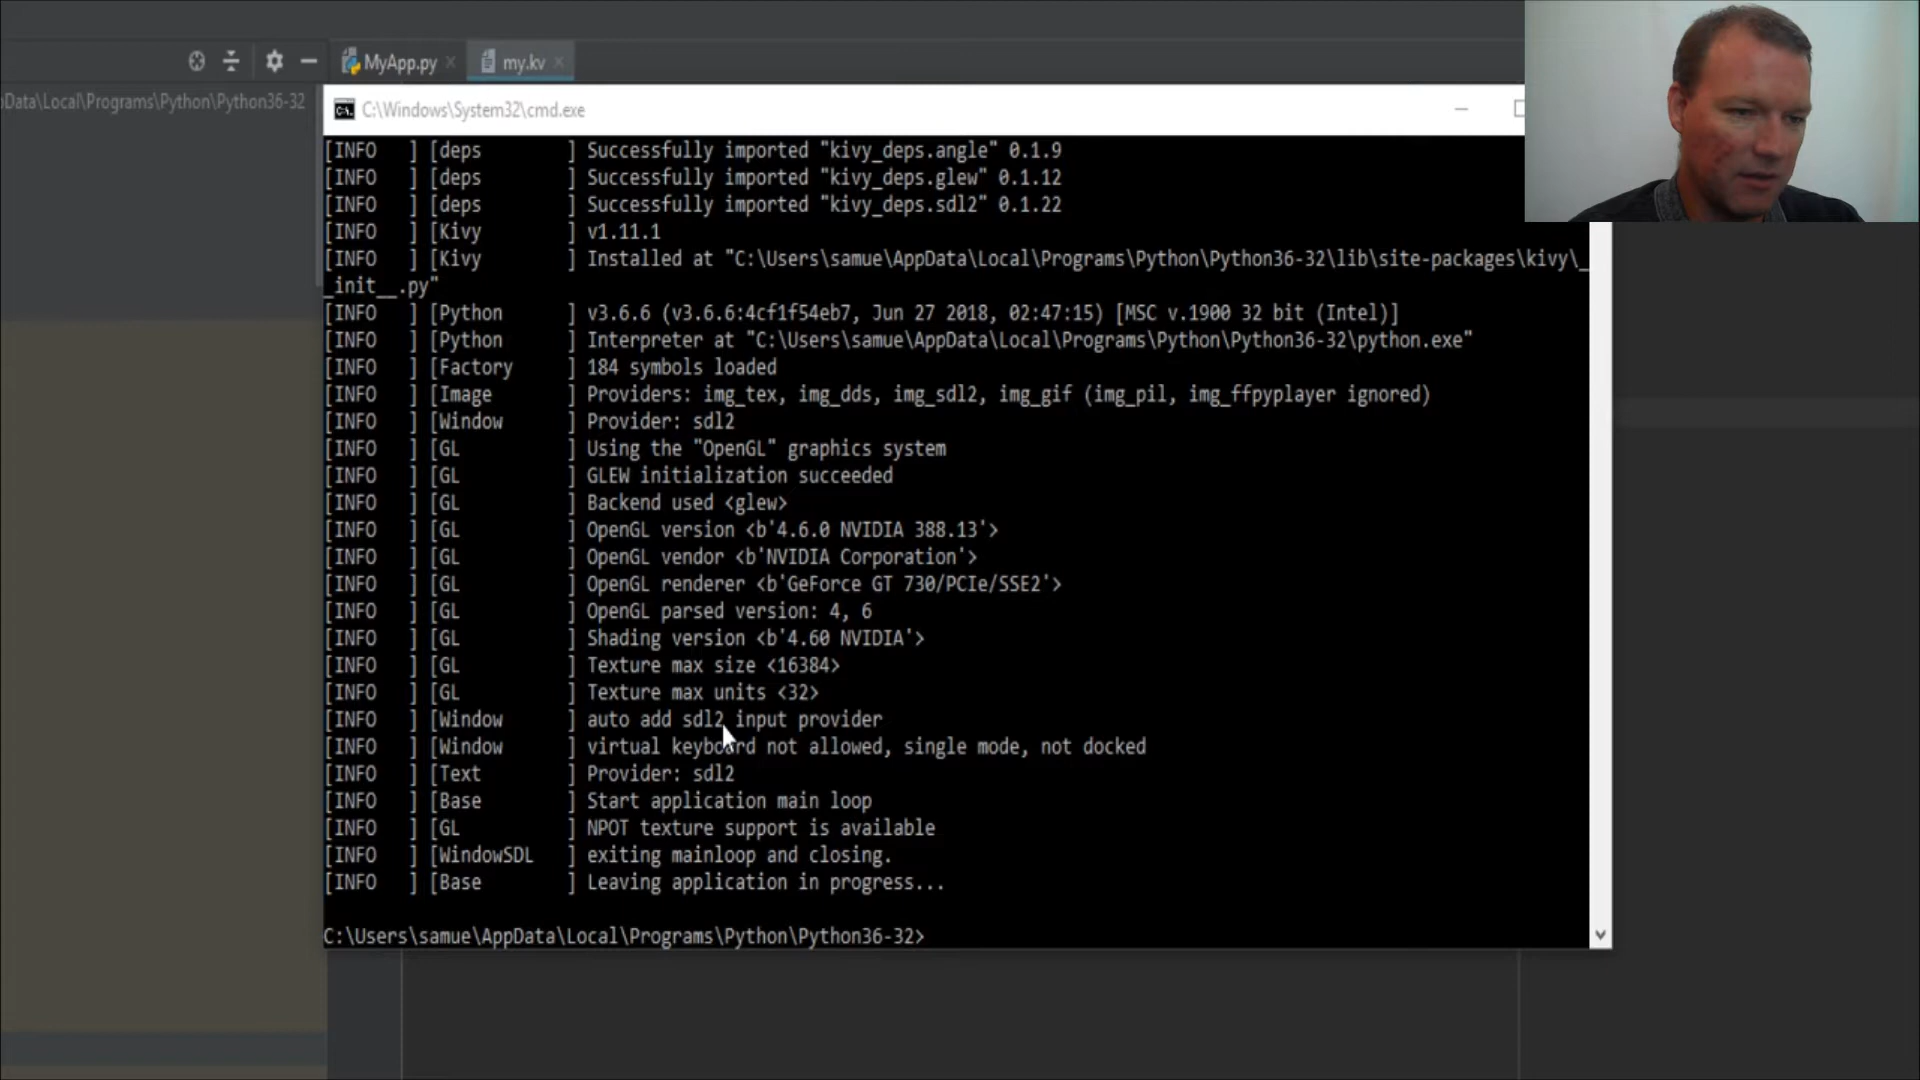 MyApp.py
my.kv
Data\Local\Programs\Python\Python36-32
C:\Windows\System32\cmd.exe
[INFO   ] [deps        ] Successfully imported "kivy_deps.angle" 0.1.9
[INFO   ] [deps        ] Successfully imported "kivy_deps.glew" 0.1.12
[INFO   ] [deps        ] Successfully imported "kivy_deps.sdl2" 0.1.22
[INFO   ] [Kivy        ] v1.11.1
[INFO   ] [Kivy        ] Installed at "C:\Users\samue\AppData\Local\Programs\Python\Python36-32\lib\site-packages\kivy\_
_init__.py"
[INFO   ] [Python      ] v3.6.6 (v3.6.6:4cf1f54eb7, Jun 27 2018, 02:47:15) [MSC v.1900 32 bit (Intel)]
[INFO   ] [Python      ] Interpreter at "C:\Users\samue\AppData\Local\Programs\Python\Python36-32\python.exe"
[INFO   ] [Factory     ] 184 symbols loaded
[INFO   ] [Image       ] Providers: img_tex, img_dds, img_sdl2, img_gif (img_pil, img_ffpyplayer ignored)
[INFO   ] [Window      ] Provider: sdl2
[INFO   ] [GL          ] Using the "OpenGL" graphics system
[INFO   ] [GL          ] GLEW initialization succeeded
[INFO   ] [GL          ] Backend used <glew>
[INFO   ] [GL          ] OpenGL version <b'4.6.0 NVIDIA 388.13'>
[INFO   ] [GL          ] OpenGL vendor <b'NVIDIA Corporation'>
[INFO   ] [GL          ] OpenGL renderer <b'GeForce GT 730/PCIe/SSE2'>
[INFO   ] [GL          ] OpenGL parsed version: 4, 6
[INFO   ] [GL          ] Shading version <b'4.60 NVIDIA'>
[INFO   ] [GL          ] Texture max size <16384>
[INFO   ] [GL          ] Texture max units <32>
[INFO   ] [Window      ] auto add sdl2 input provider
[INFO   ] [Window      ] virtual keyboard not allowed, single mode, not docked
[INFO   ] [Text        ] Provider: sdl2
[INFO   ] [Base        ] Start application main loop
[INFO   ] [GL          ] NPOT texture support is available
[INFO   ] [WindowSDL   ] exiting mainloop and closing.
[INFO   ] [Base        ] Leaving application in progress...
C:\Users\samue\AppData\Local\Programs\Python\Python36-32>